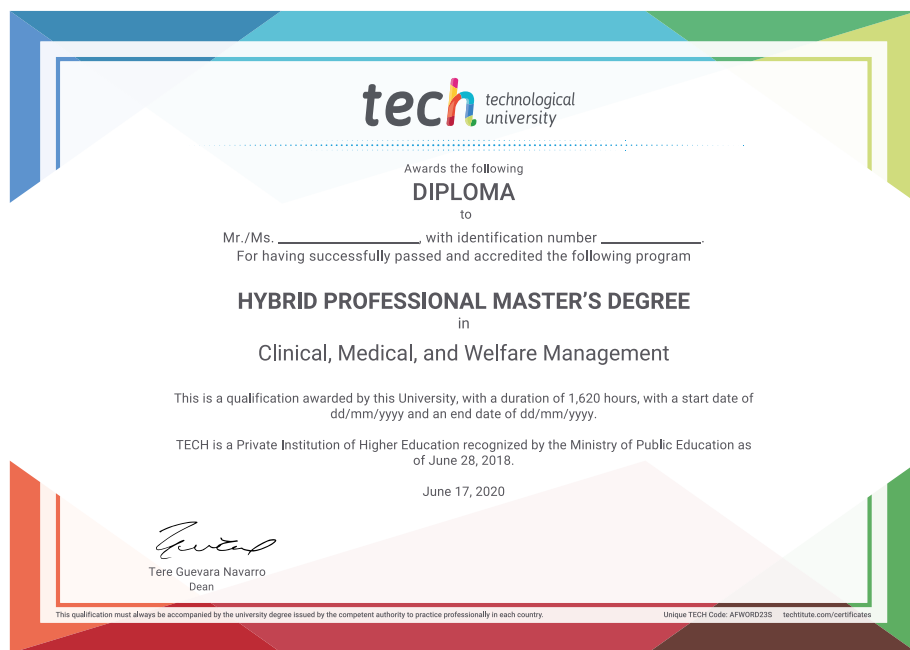 tech technological
university
Awards the following
DIPLOMA
to
Mr./Ms. ____________________, with identification number ______________.
For having successfully passed and accredited the following program
HYBRID PROFESSIONAL MASTER'S DEGREE
in
Clinical, Medical, and Welfare Management
This is a qualification awarded by this University, with a duration of 1,620 hours, with a start date of
dd/mm/yyyy and an end date of dd/mm/yyyy.
TECH is a Private Institution of Higher Education recognized by the Ministry of Public Education as
of June 28, 2018.
June 17, 2020
Tere Guevara Navarro
Dean
This qualification must always be accompanied by the university degree issued by the competent authority to practice professionally in each country. Unique TECH Code: AFWORD23S techtitute.com/certificates